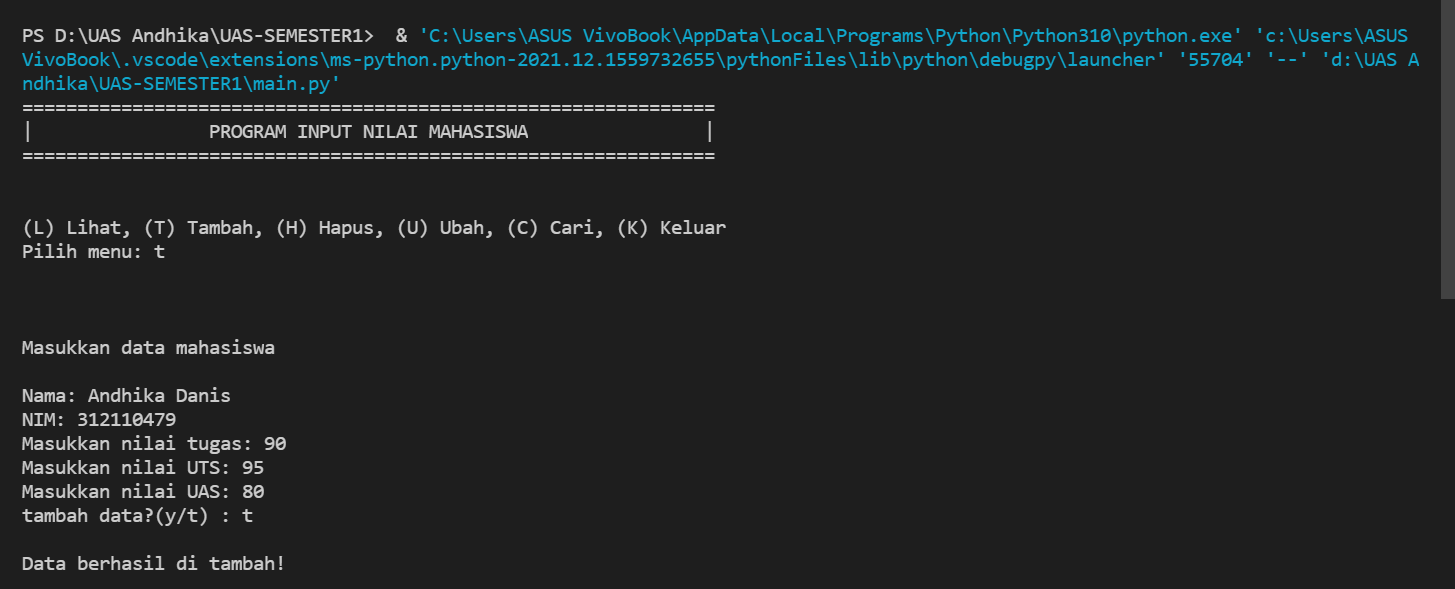 PS D:\UAS Andhika\UAS-SEMESTER1>  & 'C:\Users\ASUS VivoBook\AppData\Local\Programs\Python\Python310\python.exe' 'c:\Users\ASUS
VivoBook\.vscode\extensions\ms-python.python-2021.12.1559732655\pythonFiles\lib\python\debugpy\launcher' '55704' '--' 'd:\UAS A
ndhika\UAS-SEMESTER1\main.py'
===============================================================
|                PROGRAM INPUT NILAI MAHASISWA                |
===============================================================
(L) Lihat, (T) Tambah, (H) Hapus, (U) Ubah, (C) Cari, (K) Keluar
Pilih menu: t
Masukkan data mahasiswa
Nama: Andhika Danis
NIM: 312110479
Masukkan nilai tugas: 90
Masukkan nilai UTS: 95
Masukkan nilai UAS: 80
tambah data?(y/t) : t
Data berhasil di tambah!